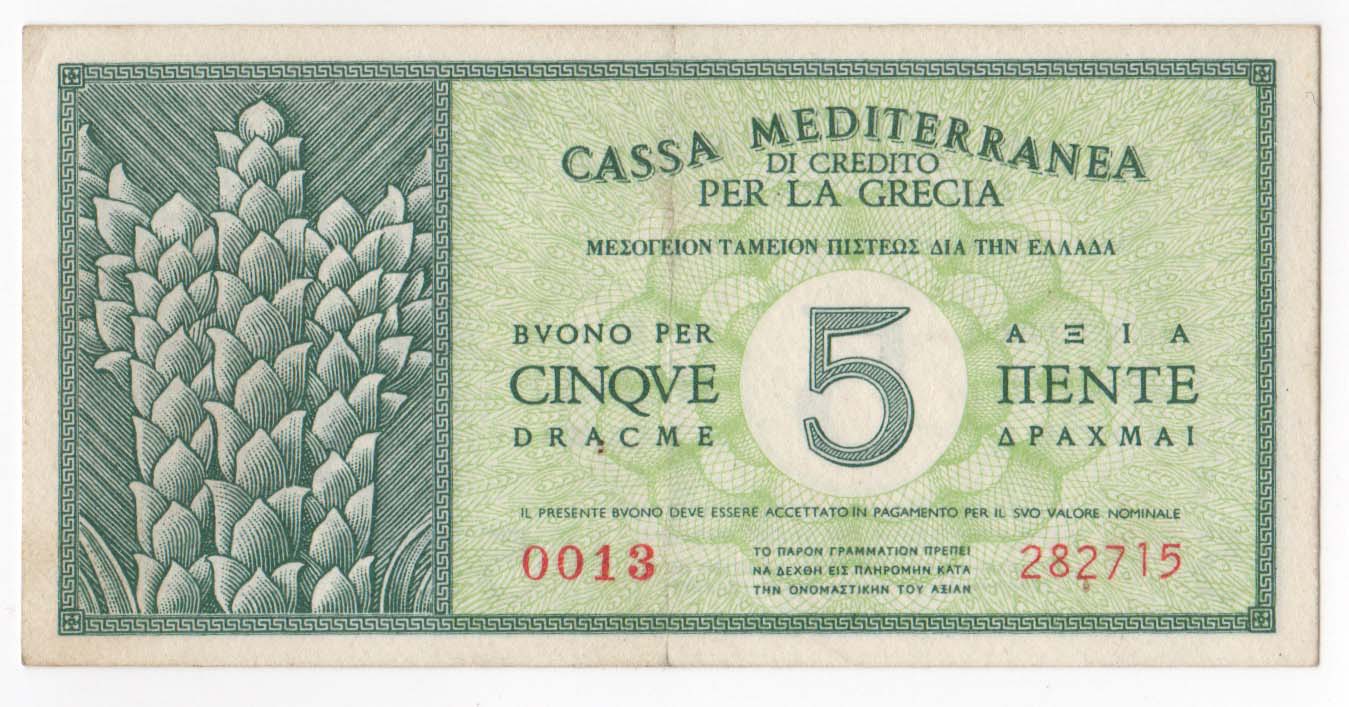 CASSA MEDITERRANEA
DI CREDITO
PER LA GRECIA
ΜΕΣΟΓΕΙΟΝ ΤΑΜΕΙΟΝ ΠΙΣΤΕΩΣ ΔΙΑ ΤΗΝ ΕΛΛΑΔΑ
BVONO PER
CINQVE
DRACME
5
ΑΞΙΑ
ΠΕΝΤΕ
ΔΡΑΧΜΑΙ
IL PRESENTE BVONO DEVE ESSERE ACCETTATO IN PAGAMENTO PER IL SVO VALORE NOMINALE
0013
ΤΟ ΠΑΡΟΝ ΓΡΑΜΜΑΤΙΟΝ ΠΡΕΠΕΙ
ΝΑ ΔΕΧΘΗ ΕΙΣ ΠΛΗΡΟΜΗΝ ΚΑΤΑ
ΤΗΝ ΟΝΟΜΑΣΤΙΚΗΝ ΤΟΥ ΑΞΙΑΝ
282715